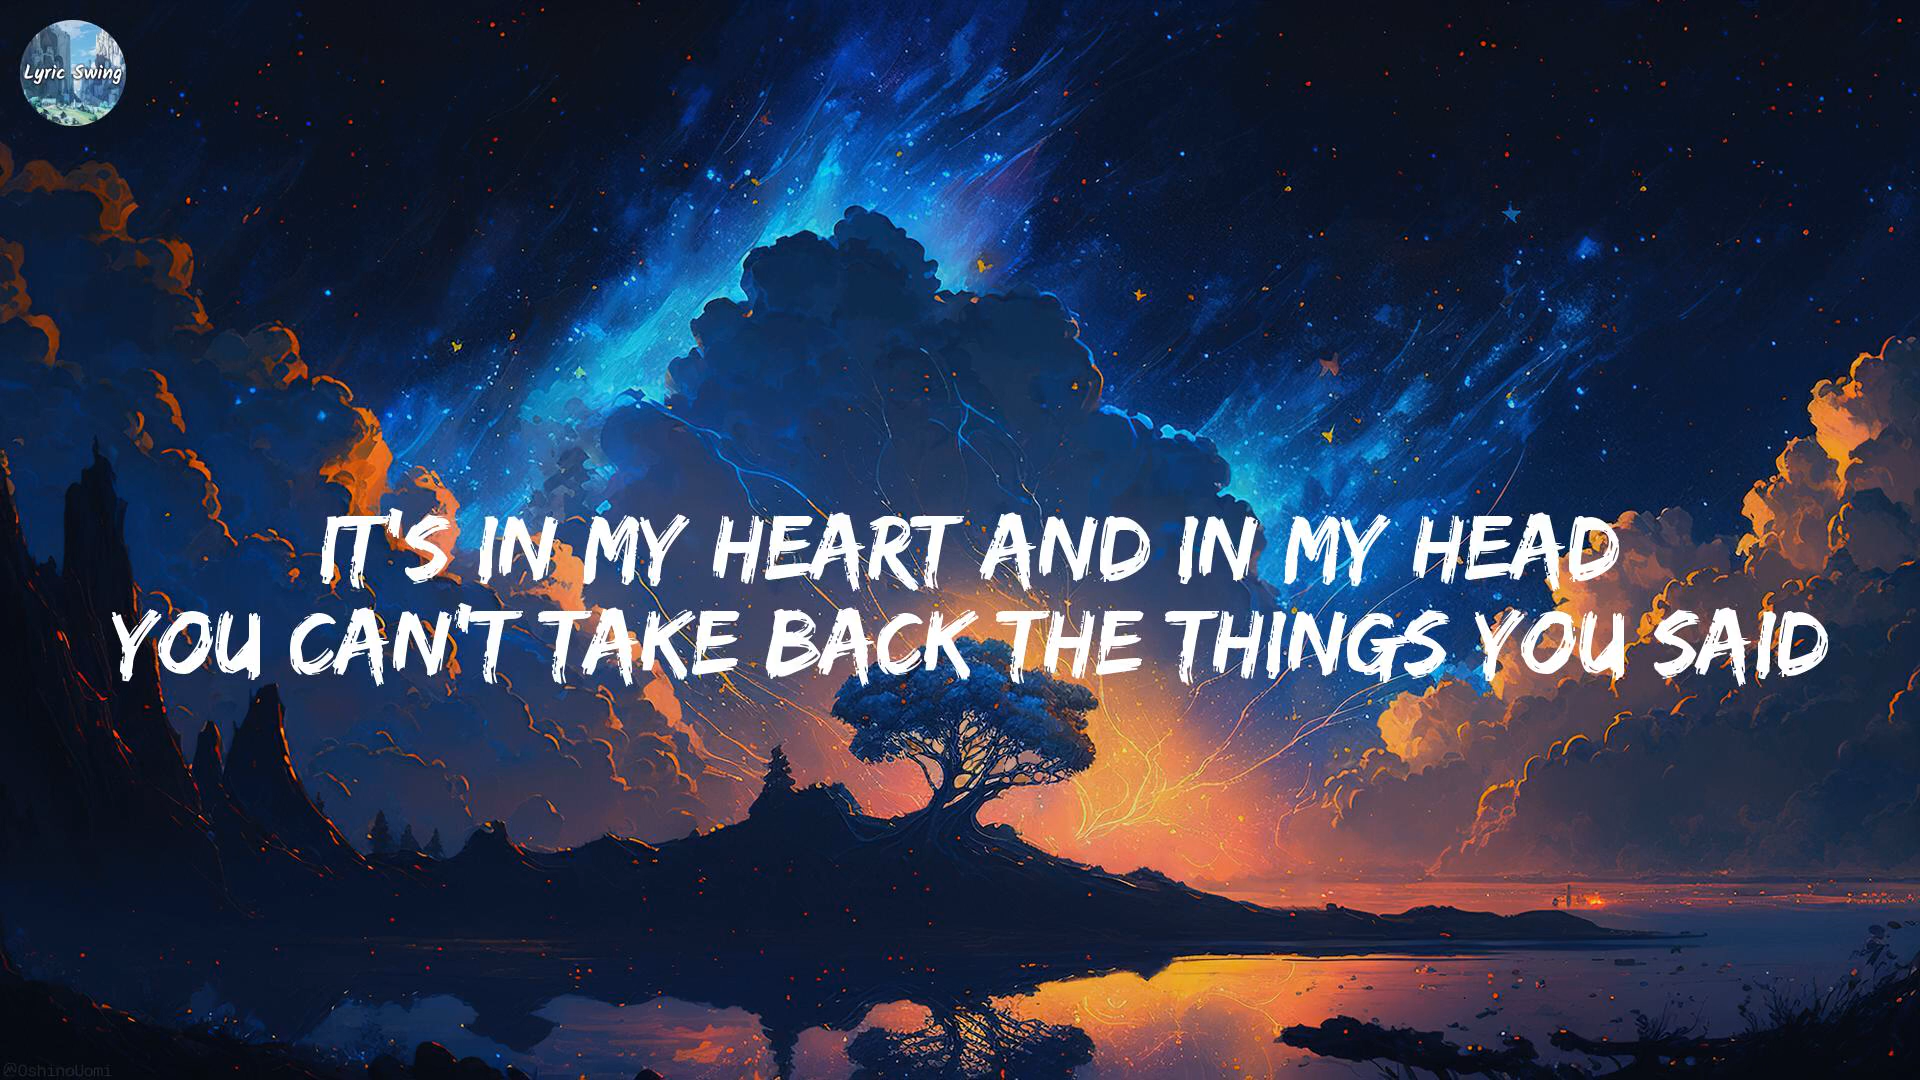 Lyric Swing
IT'S IN MY HEART AND IN MY HEAD
YOU CAN'T TAKE BACK THE THINGS YOU SAID
@OshinoUomi